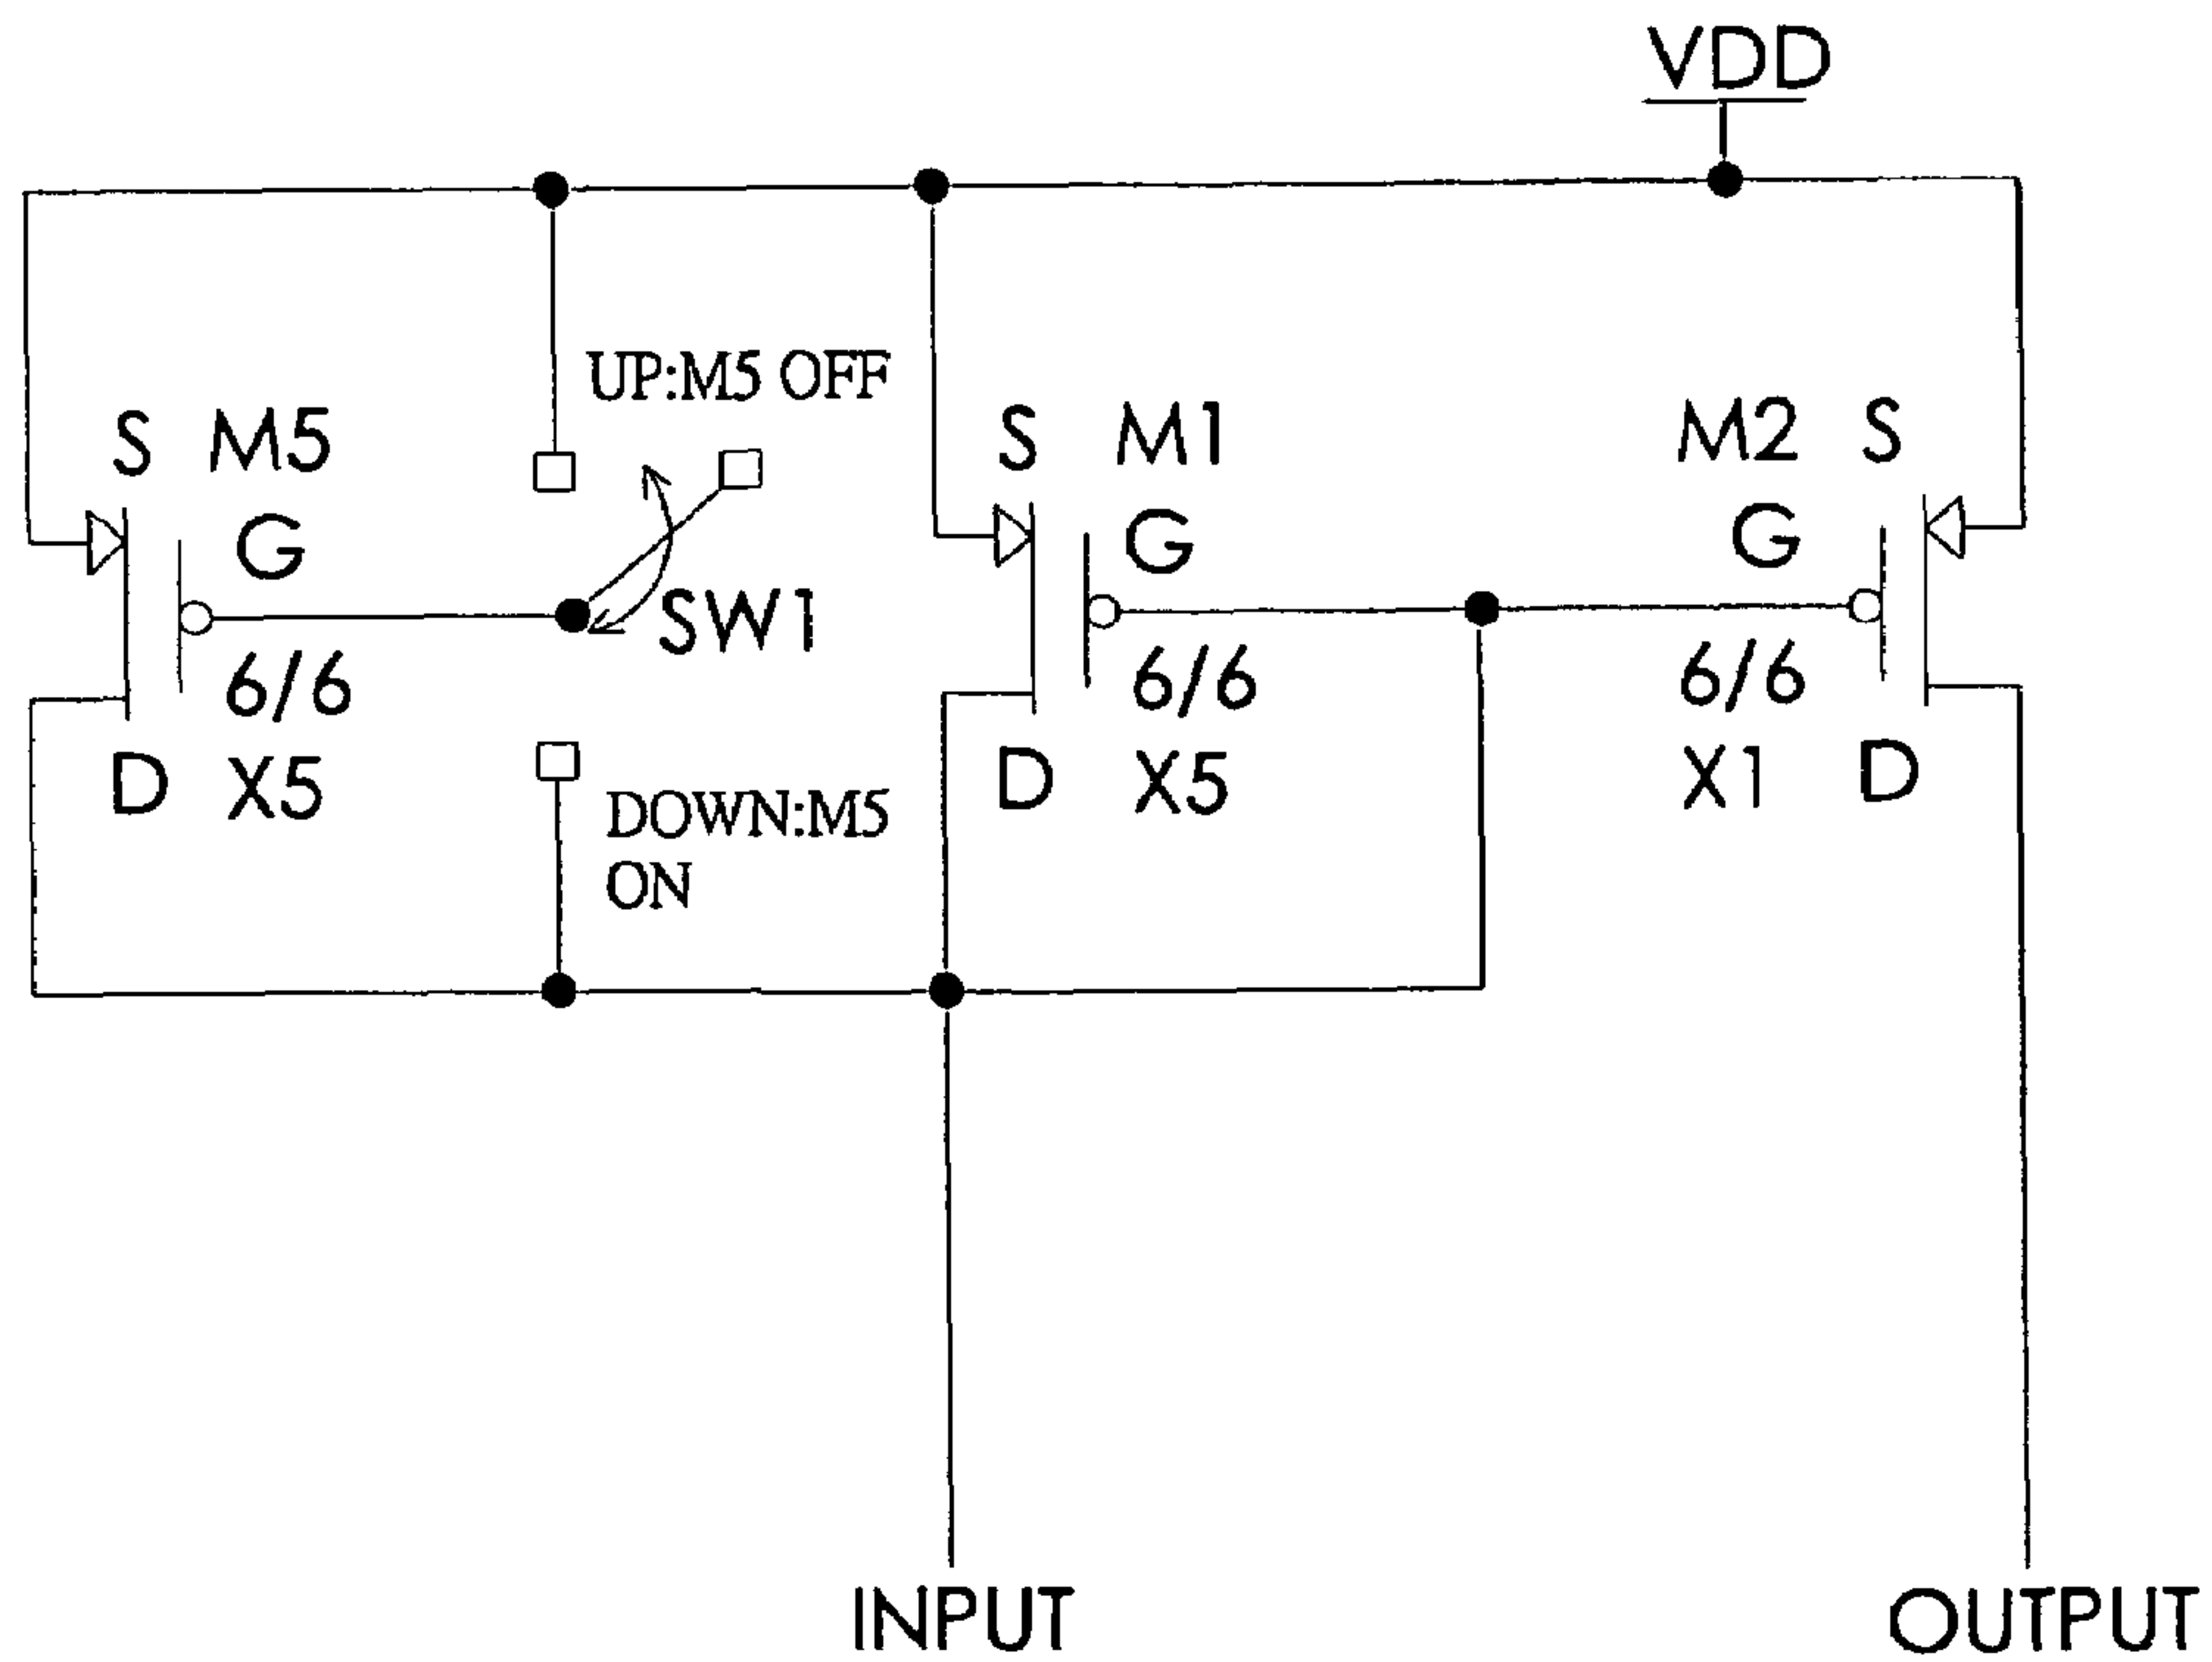 VDD
UP:M5 OFF
S M5
G
6/6
D X5
SW1
DOWN:M5
ON
S M1
G
6/6
D X5
M2 S
G
6/6
X1 D
INPUT
OUTPUT